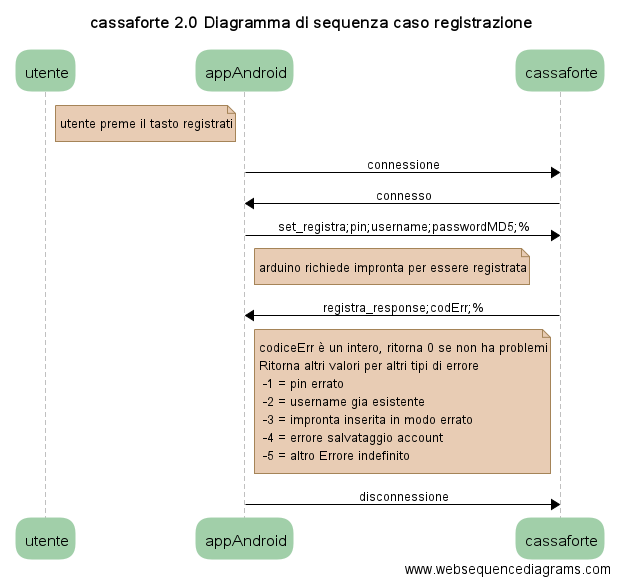 cassaforte 2.0 Diagramma di sequenza caso registrazione
utente
appAndroid
cassaforte
utente preme il tasto registrati
connessione
connesso
set_registra;pin;username;passwordMD5;%
arduino richiede impronta per essere registrata
registra_response;codErr;%
codiceErr è un intero, ritorna 0 se non ha problemi
Ritorna altri valori per altri tipi di errore
-1 = pin errato
-2 = username gia esistente
-3 = impronta inserita in modo errato
-4 = errore salvataggio account
-5 = altro Errore indefinito
disconnessione
utente
appAndroid
cassaforte
www.websequencediagrams.com